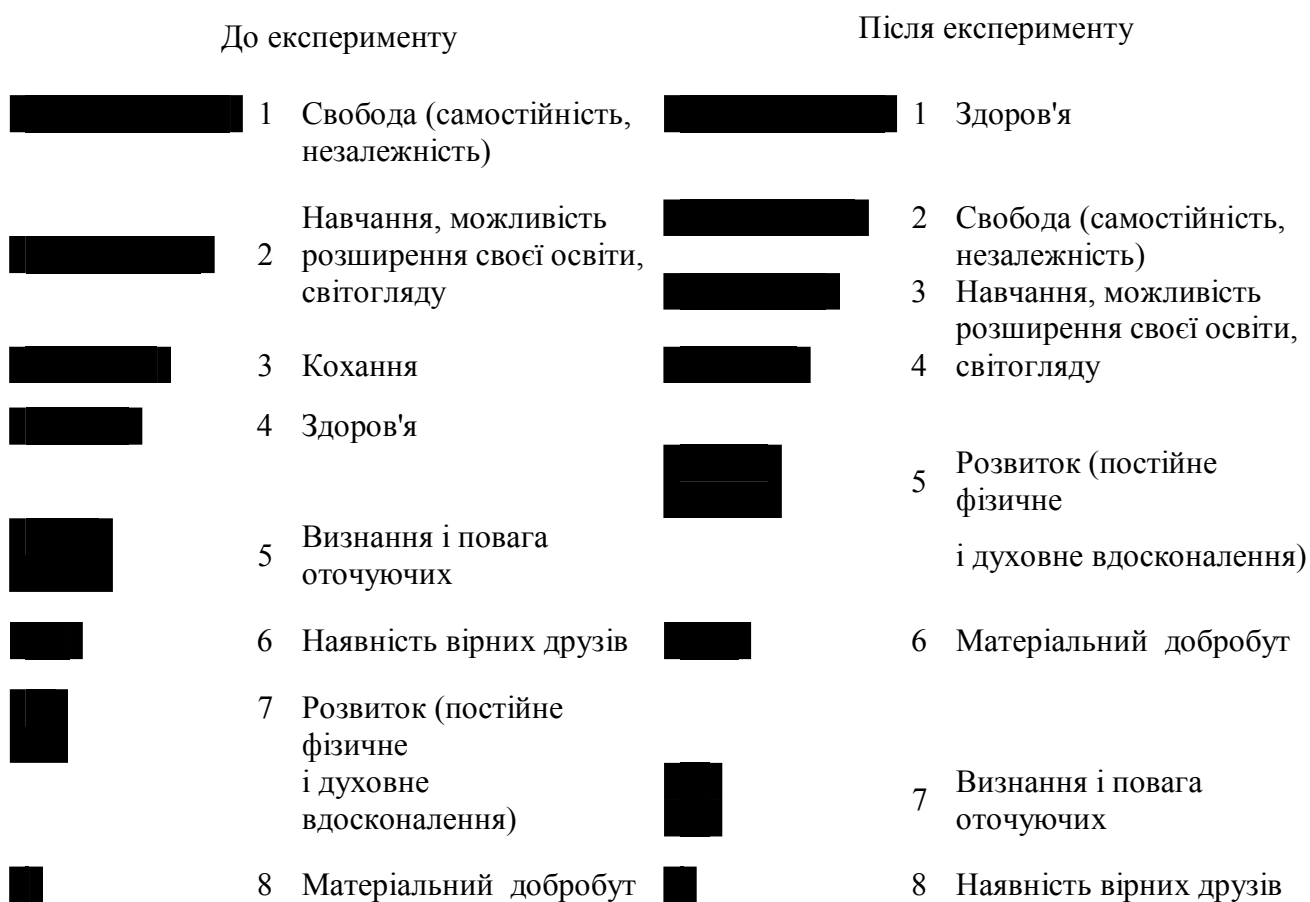 До експерименту
1 Свобода (самостійність,
незалежність)
Навчання, можливість
2 розширення своєї освіти,
світогляду
3 Кохання
4 Здоров'я
Визнання і повага
5
оточуючих
6 Наявність вірних друзів
7 Розвиток (постійне
фізичне
і духовне
вдосконалення)
8 Матеріальний добробут
Після експерименту
1 Здоров'я
2 Свобода (самостійність,
незалежність)
3 Навчання, можливість
розширення своєї освіти,
4 світогляду
Розвиток (постійне
5
фізичне
і духовне вдосконалення)
6 Матеріальний добробут
Визнання і повага
7
оточуючих
8 Наявність вірних друзів